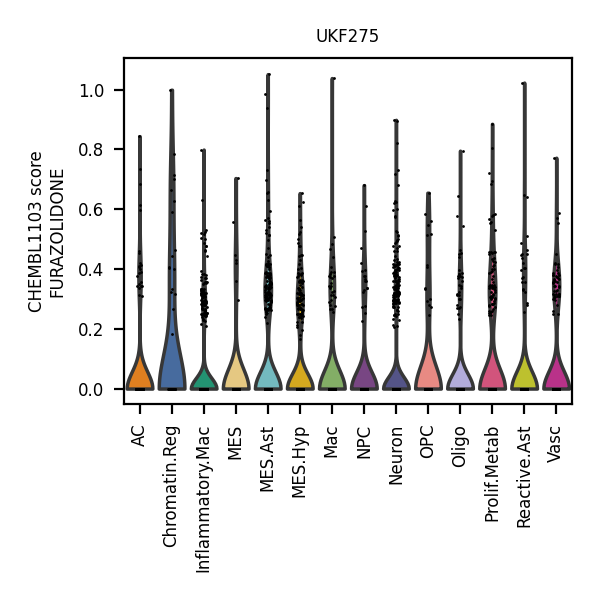 UKF275
CHEMBL1103 score
FURAZOLIDONE
1.0
0.8
0.6
0.4
0.2
0.0
AC
Chromatin.Reg
Inflammatory.Mac
MES
MES.Ast
MES.Hyp
Mac
NPC
Neuron
OPC
Oligo
Prolif.Metab
Reactive.Ast
Vasc